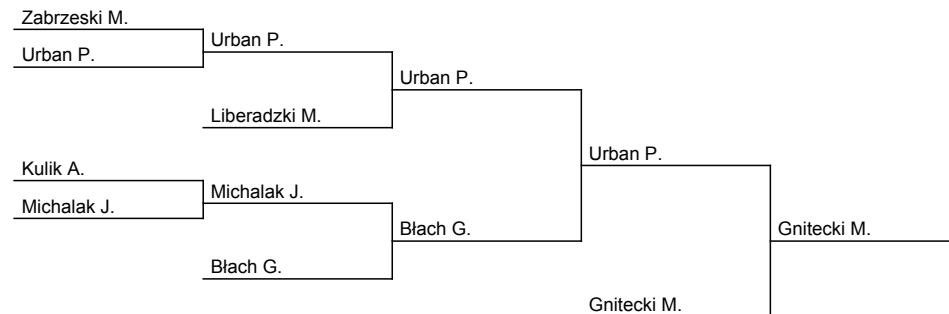 Zabrzeski M.
Urban P.
Urban P.
Urban P.
Liberadzki M.
Urban P.
Kulik A.
Michalak J.
Michalak J.
Błach G.
Gnitecki M.
Błach G.
Gnitecki M.